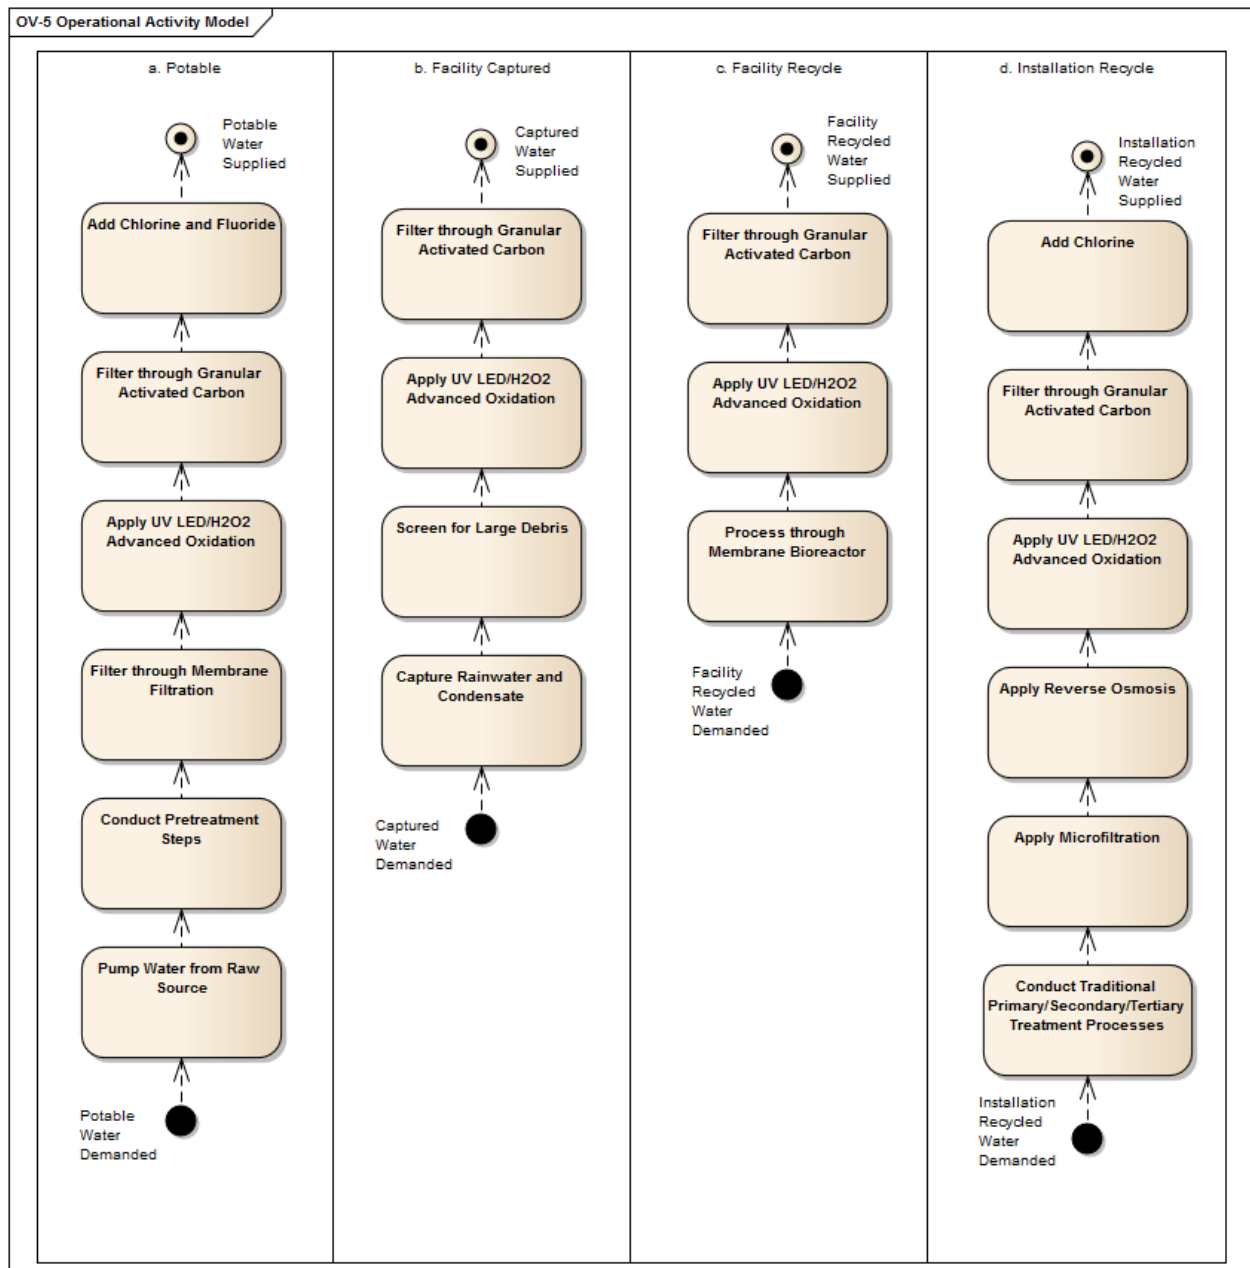 OV-5 Operational Activity Model
a. Potable
Potable
Water
Supplied
Add Chlorine and Fluoride
Filter through Granular
Activated Carbon
Apply UV LED/H2O2
Advanced Oxidation
Filter through Membrane
Filtration
Conduct Pretreatment
Steps
Pump Water from Raw
Source
Potable
Water
Demanded
b. Facility Captured
Captured
Water
Supplied
Filter through Granular
Activated Carbon
Apply UV LED/H2O2
Advanced Oxidation
Screen for Large Debris
Capture Rainwater and
Condensate
Captured
Water
Demanded
c. Facility Recycle
Facility
Recycled
Water
Supplied
Filter through Granular
Activated Carbon
Apply UV LED/H2O2
Advanced Oxidation
Process through
Membrane Bioreactor
Facility
Recycled
Water
Demanded
d. Installation Recycle
Installation
Recycled
Water
Supplied
Add Chlorine
Filter through Granular
Activated Carbon
Apply UV LED/H2O2
Advanced Oxidation
Apply Reverse Osmosis
Apply Microfiltration
Conduct Traditional
Primary/Secondary/Tertiary
Treatment Processes
Installation
Recycled
Water
Demanded